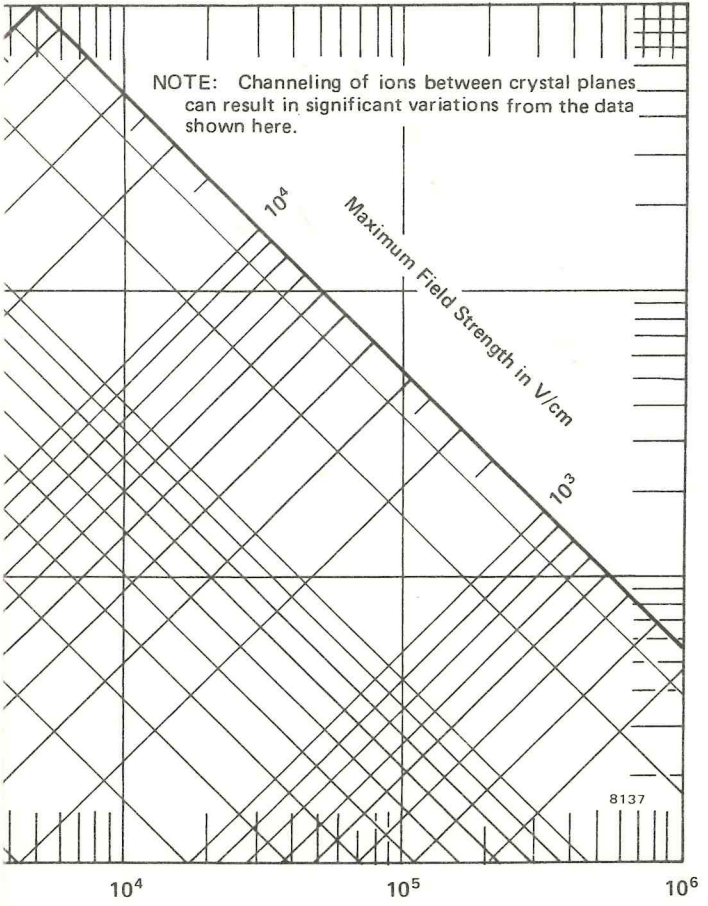 NOTE: Channeling of ions between crystal planes
can result in significant variations from the data
shown here.
10⁴
Maximum Field Strength in V/cm
10³
8137
10⁴ 10⁵ 10⁶